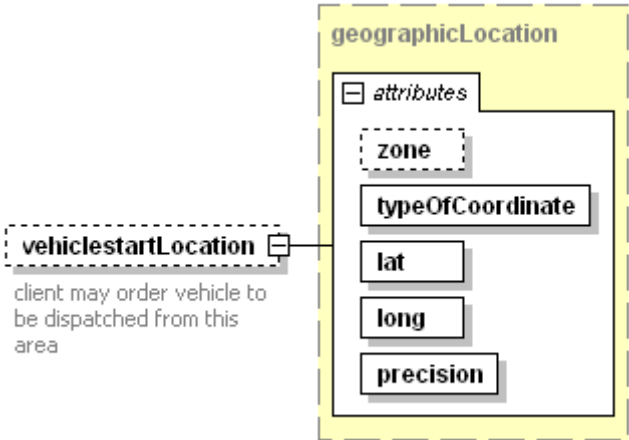 geographicLocation
attributes
zone
typeOfCoordinate
lat
vehiclestartLocation
long
precision
client may order vehicle to
be dispatched from this
area